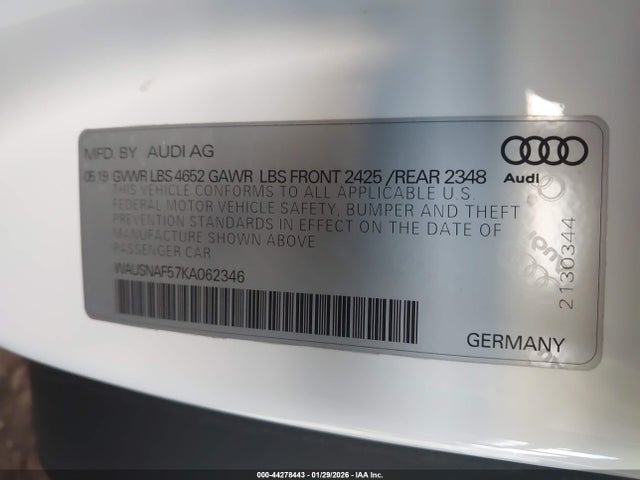 MFD. BY AUDI AG
05 19 GVWR LBS 4652 GAWR LBS FRONT 2425 /REAR 2348
THIS VEHICLE CONFORMS TO ALL APPLICABLE U.S.
FEDERAL MOTOR VEHICLE SAFETY, BUMPER AND THEFT
PREVENTION STANDARDS IN EFFECT ON THE DATE OF
MANUFACTURE SHOWN ABOVE
PASSENGER CAR
WAUSNAF57KA062346
Audi
2130344
GERMANY
000-44278443 - 01/29/2026 - IAA Inc.